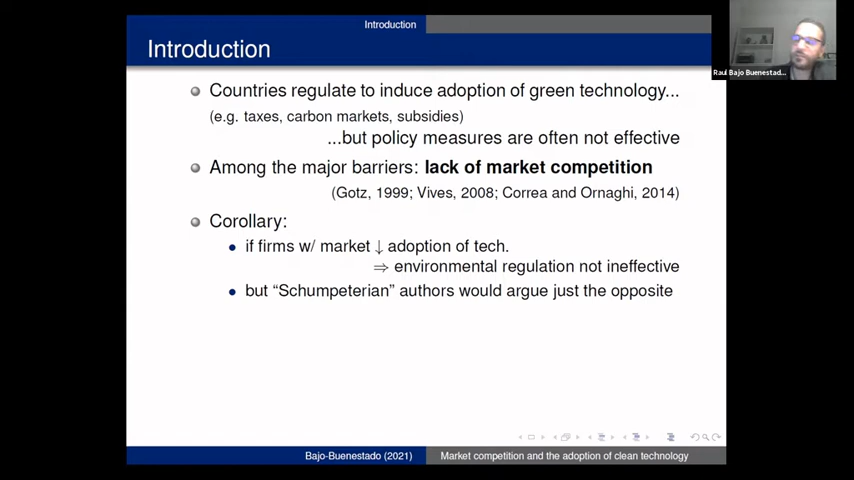 Introduction
Introduction
Raul Bajo Buenestad...
Countries regulate to induce adoption of green technology...
(e.g. taxes, carbon markets, subsidies)
...but policy measures are often not effective
Among the major barriers: lack of market competition
(Gotz, 1999; Vives, 2008; Correa and Ornaghi, 2014)
Corollary:
if firms w/ market ↓ adoption of tech.
⇒ environmental regulation not ineffective
but “Schumpeterian” authors would argue just the opposite
Bajo-Buenestado (2021) Market competition and the adoption of clean technology